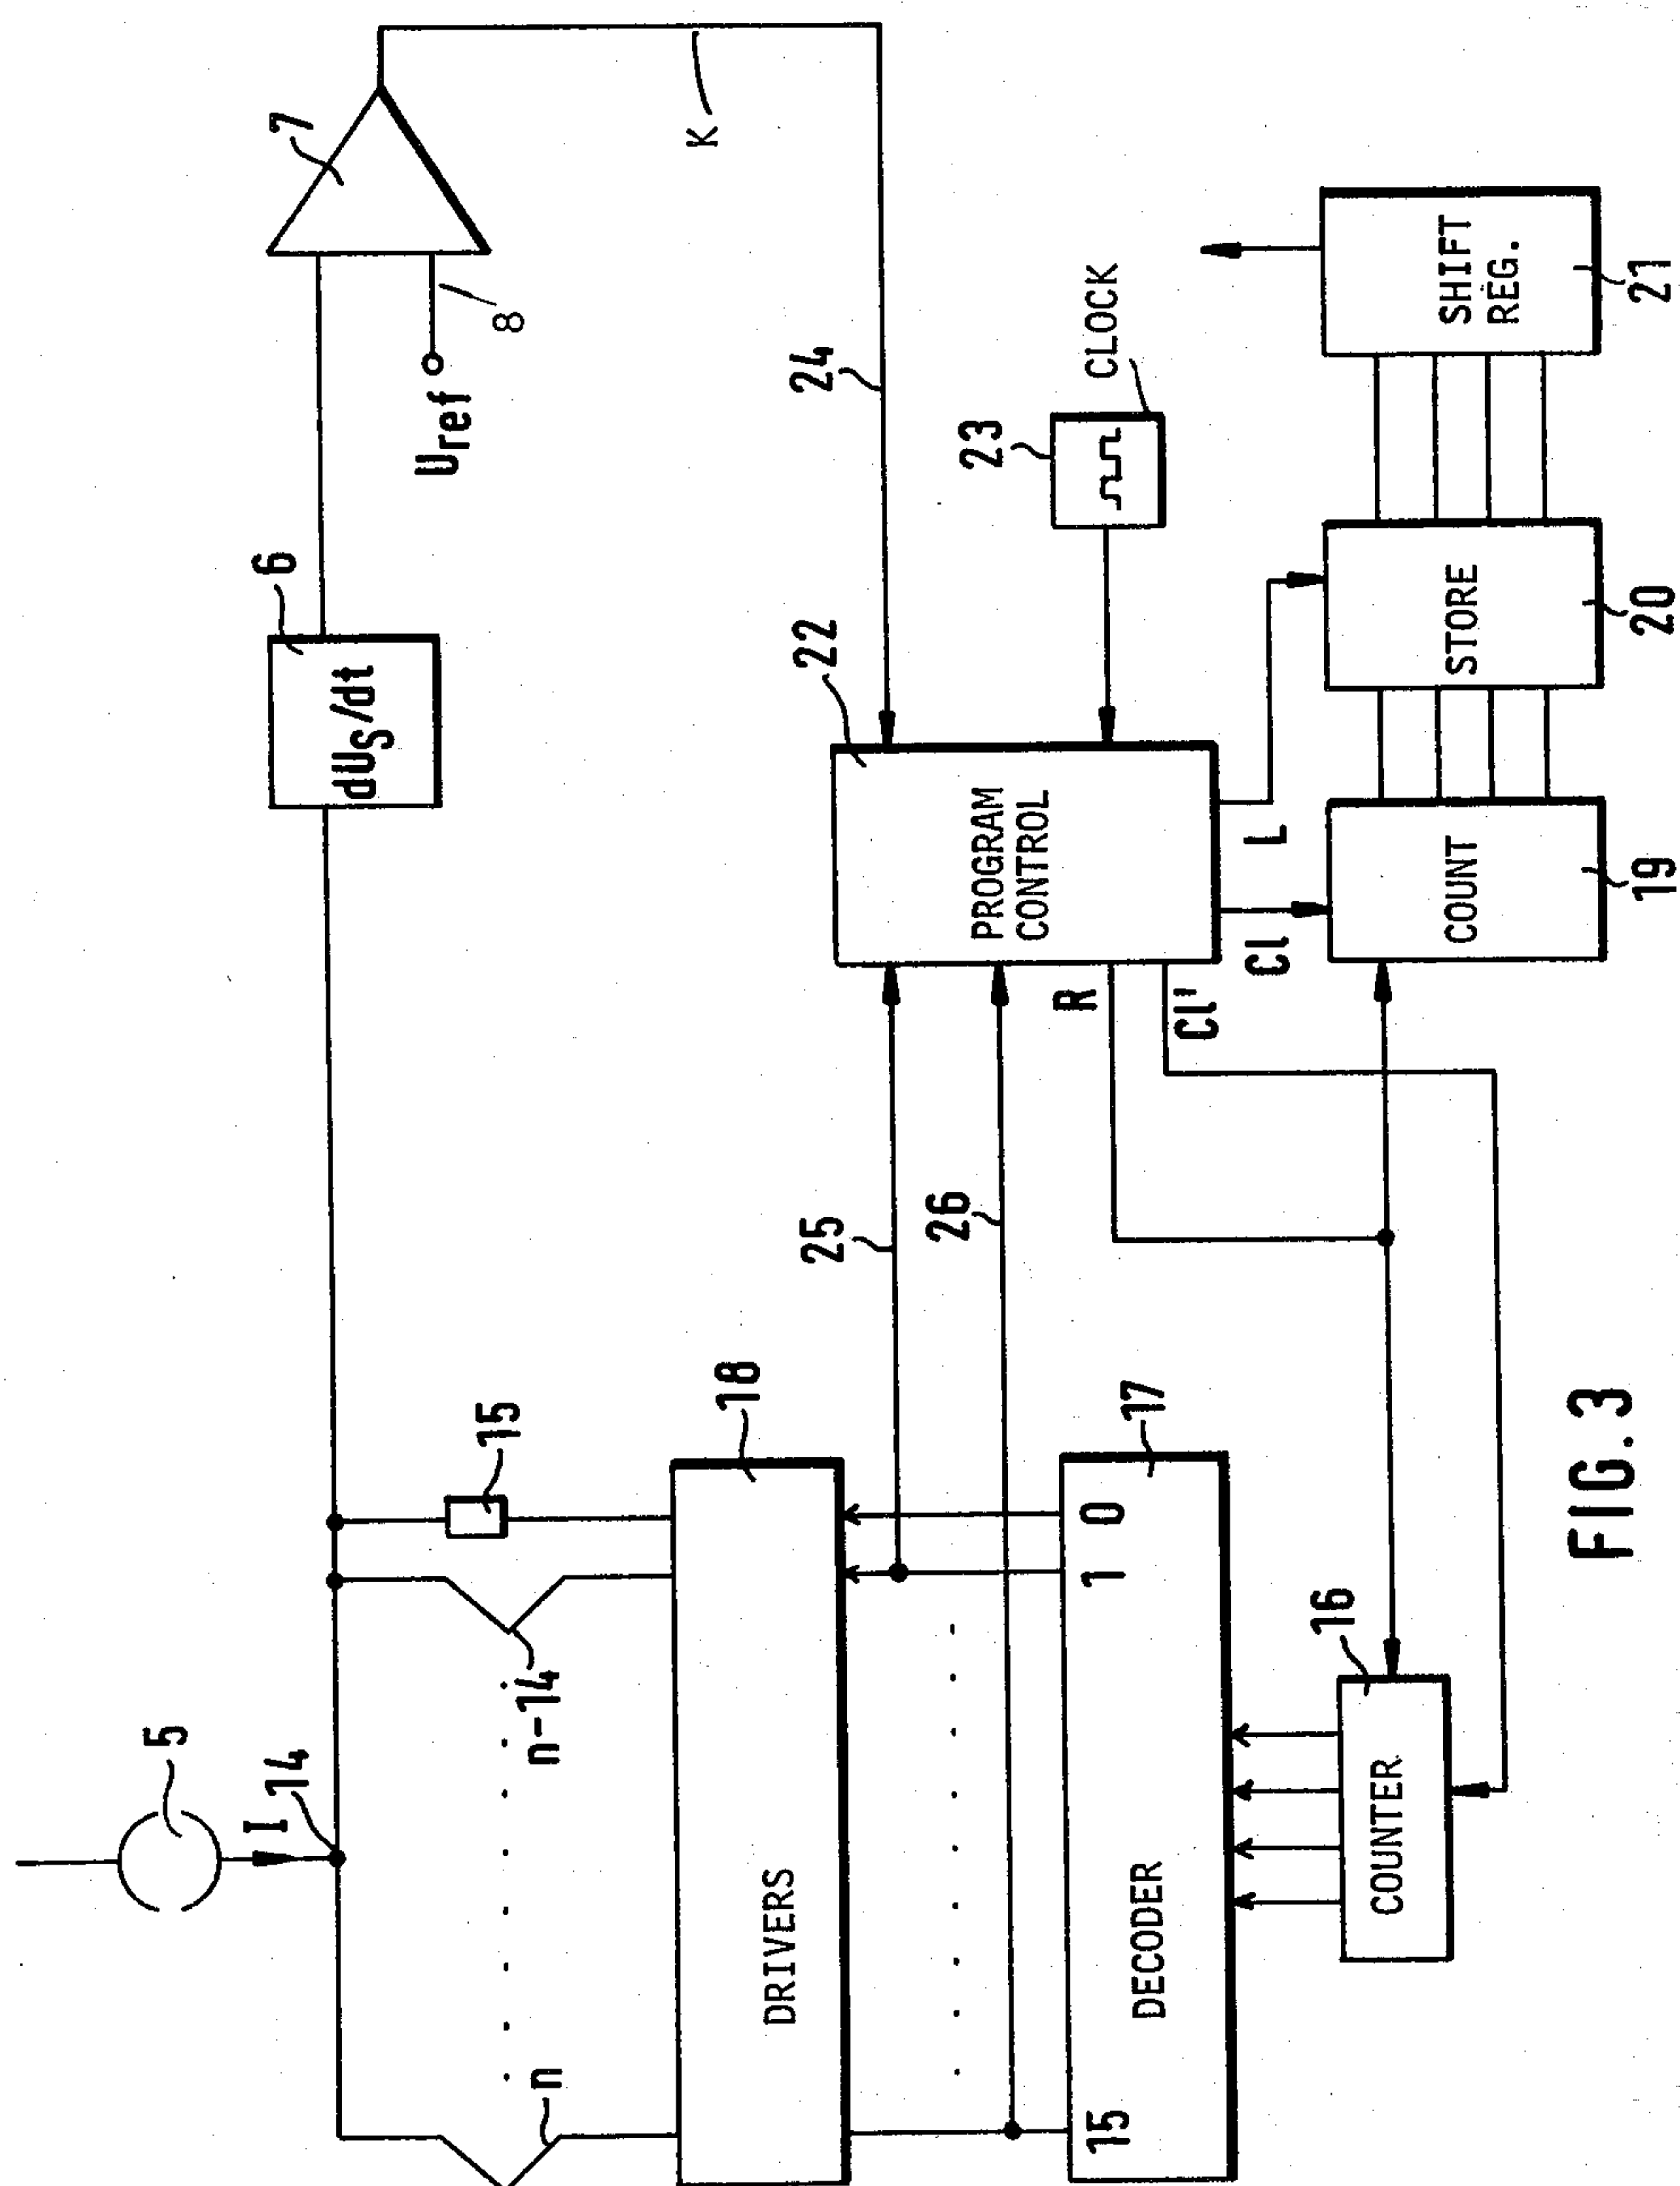 5
I
14
n
n-14
15
6
dUS/dt
7
8
Uref
K
18
DRIVERS
25
26
22
PROGRAM
CONTROL
24
23
CLOCK
R
Cl'
Cl
L
15
1
0
17
DECODER
16
COUNTER
COUNT
19
STORE
20
SHIFT
REG.
21
FIG.3